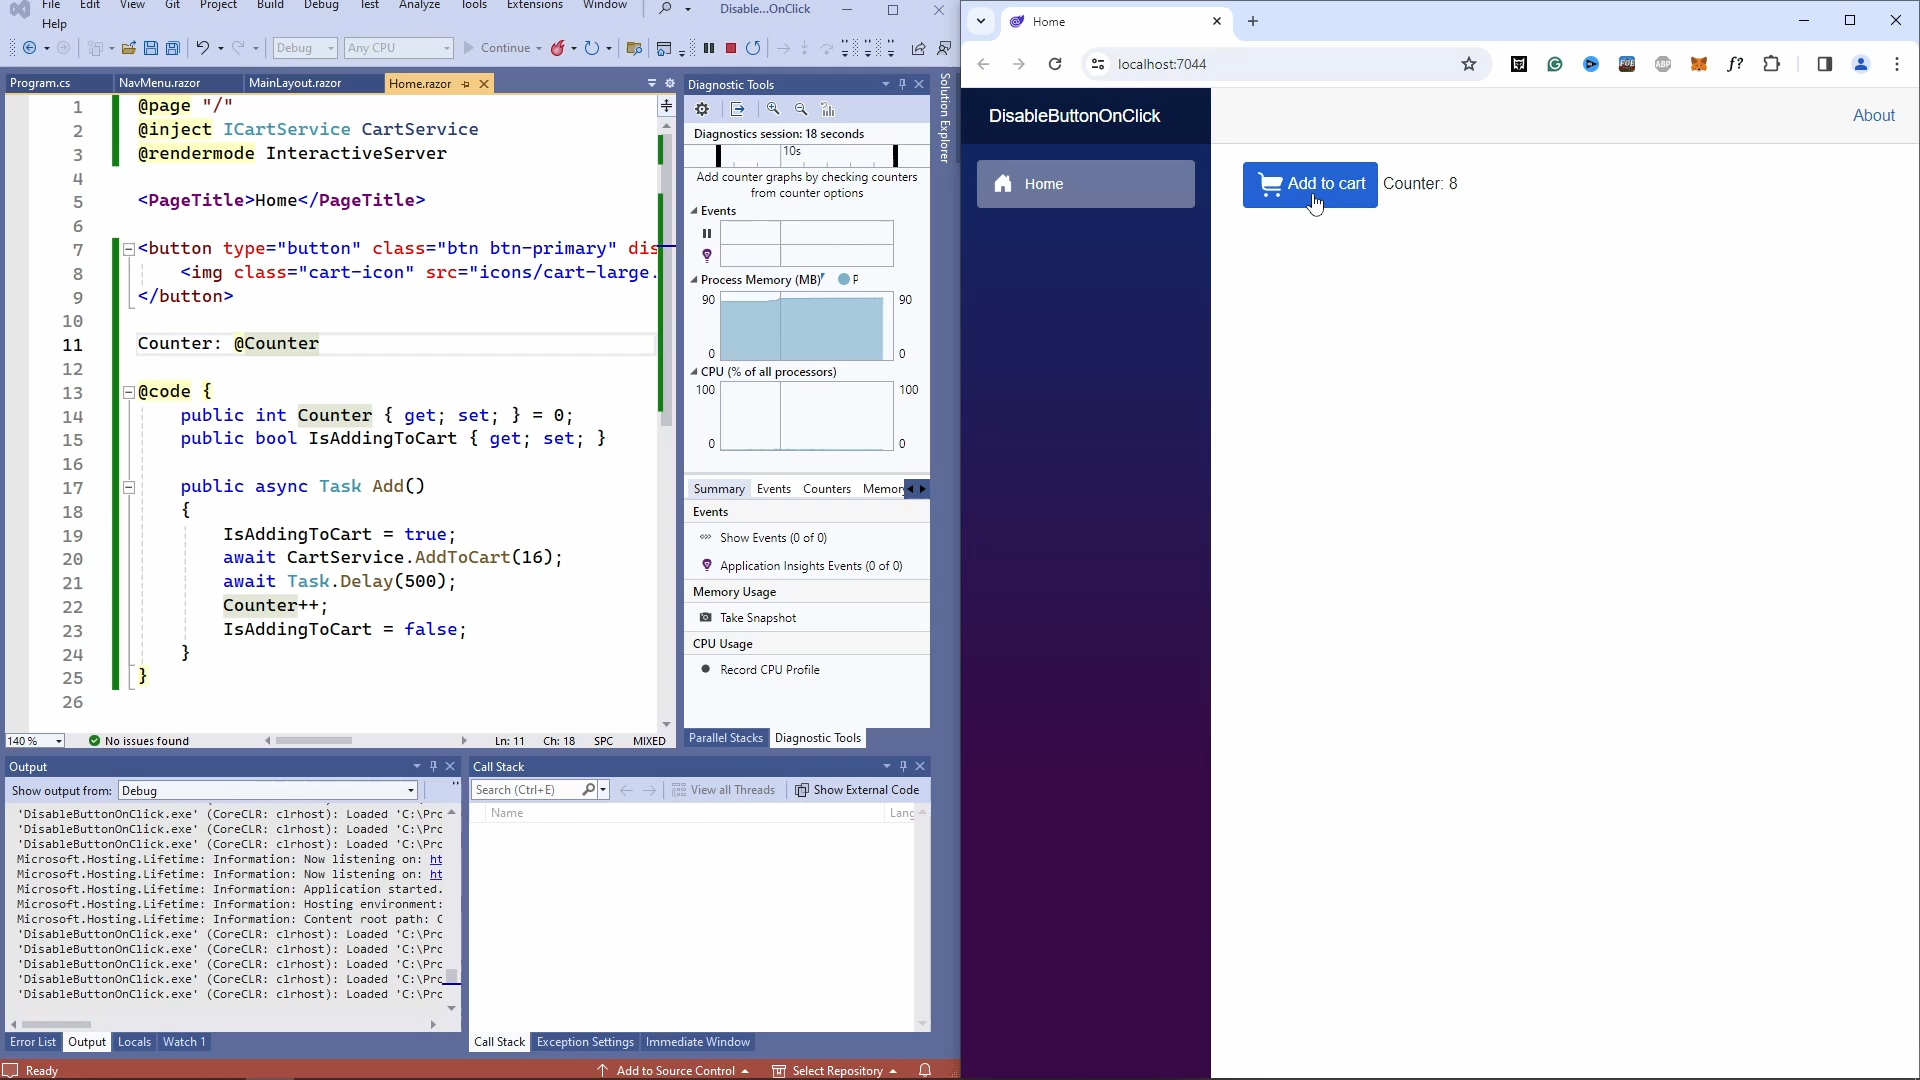 File Edit View Git Project Build Debug Test Analyze Tools Extensions Window
Disable...OnClick
Help
Debug
Any CPU
Continue
Program.cs
NavMenu.razor
MainLayout.razor
Home.razor
1 @page "/"
2 @inject ICartService CartService
3 @rendermode InteractiveServer
4
5 <PageTitle>Home</PageTitle>
6
7 <button type="button" class="btn btn-primary" dis
8 <img class="cart-icon" src="icons/cart-large.
9 </button>
10
11 Counter: @Counter
12
13 @code {
14 public int Counter { get; set; } = 0;
15 public bool IsAddingToCart { get; set; }
16
17 public async Task Add()
18 {
19 IsAddingToCart = true;
20 await CartService.AddToCart(16);
21 await Task.Delay(500);
22 Counter++;
23 IsAddingToCart = false;
24 }
25 }
26
140 %
No issues found
Ln: 11 Ch: 18 SPC MIXED
Diagnostic Tools
Diagnostics session: 18 seconds
10s
Add counter graphs by checking counters
from counter options
Events
Process Memory (MB)
P
90 90
0 0
CPU (% of all processors)
100 100
0 0
Summary Events Counters Memor
Events
Show Events (0 of 0)
Application Insights Events (0 of 0)
Memory Usage
Take Snapshot
CPU Usage
Record CPU Profile
Parallel Stacks
Diagnostic Tools
Solution Explorer
Output
Show output from: Debug
'DisableButtonOnClick.exe' (CoreCLR: clrhost): Loaded 'C:\Prc
'DisableButtonOnClick.exe' (CoreCLR: clrhost): Loaded 'C:\Prc
'DisableButtonOnClick.exe' (CoreCLR: clrhost): Loaded 'C:\Prc
Microsoft.Hosting.Lifetime: Information: Now listening on: ht
Microsoft.Hosting.Lifetime: Information: Now listening on: ht
Microsoft.Hosting.Lifetime: Information: Application started.
Microsoft.Hosting.Lifetime: Information: Hosting environment:
Microsoft.Hosting.Lifetime: Information: Content root path: C
'DisableButtonOnClick.exe' (CoreCLR: clrhost): Loaded 'C:\Prc
'DisableButtonOnClick.exe' (CoreCLR: clrhost): Loaded 'C:\Prc
'DisableButtonOnClick.exe' (CoreCLR: clrhost): Loaded 'C:\Prc
'DisableButtonOnClick.exe' (CoreCLR: clrhost): Loaded 'C:\Prc
'DisableButtonOnClick.exe' (CoreCLR: clrhost): Loaded 'C:\Prc
Error List Output Locals Watch 1
Call Stack
Search (Ctrl+E)
View all Threads
Show External Code
Name
Lang
Call Stack Exception Settings Immediate Window
Ready
Add to Source Control
Select Repository
Home
localhost:7044
FOE
ABP
f?
DisableButtonOnClick
About
Home
Add to cart
Counter: 8